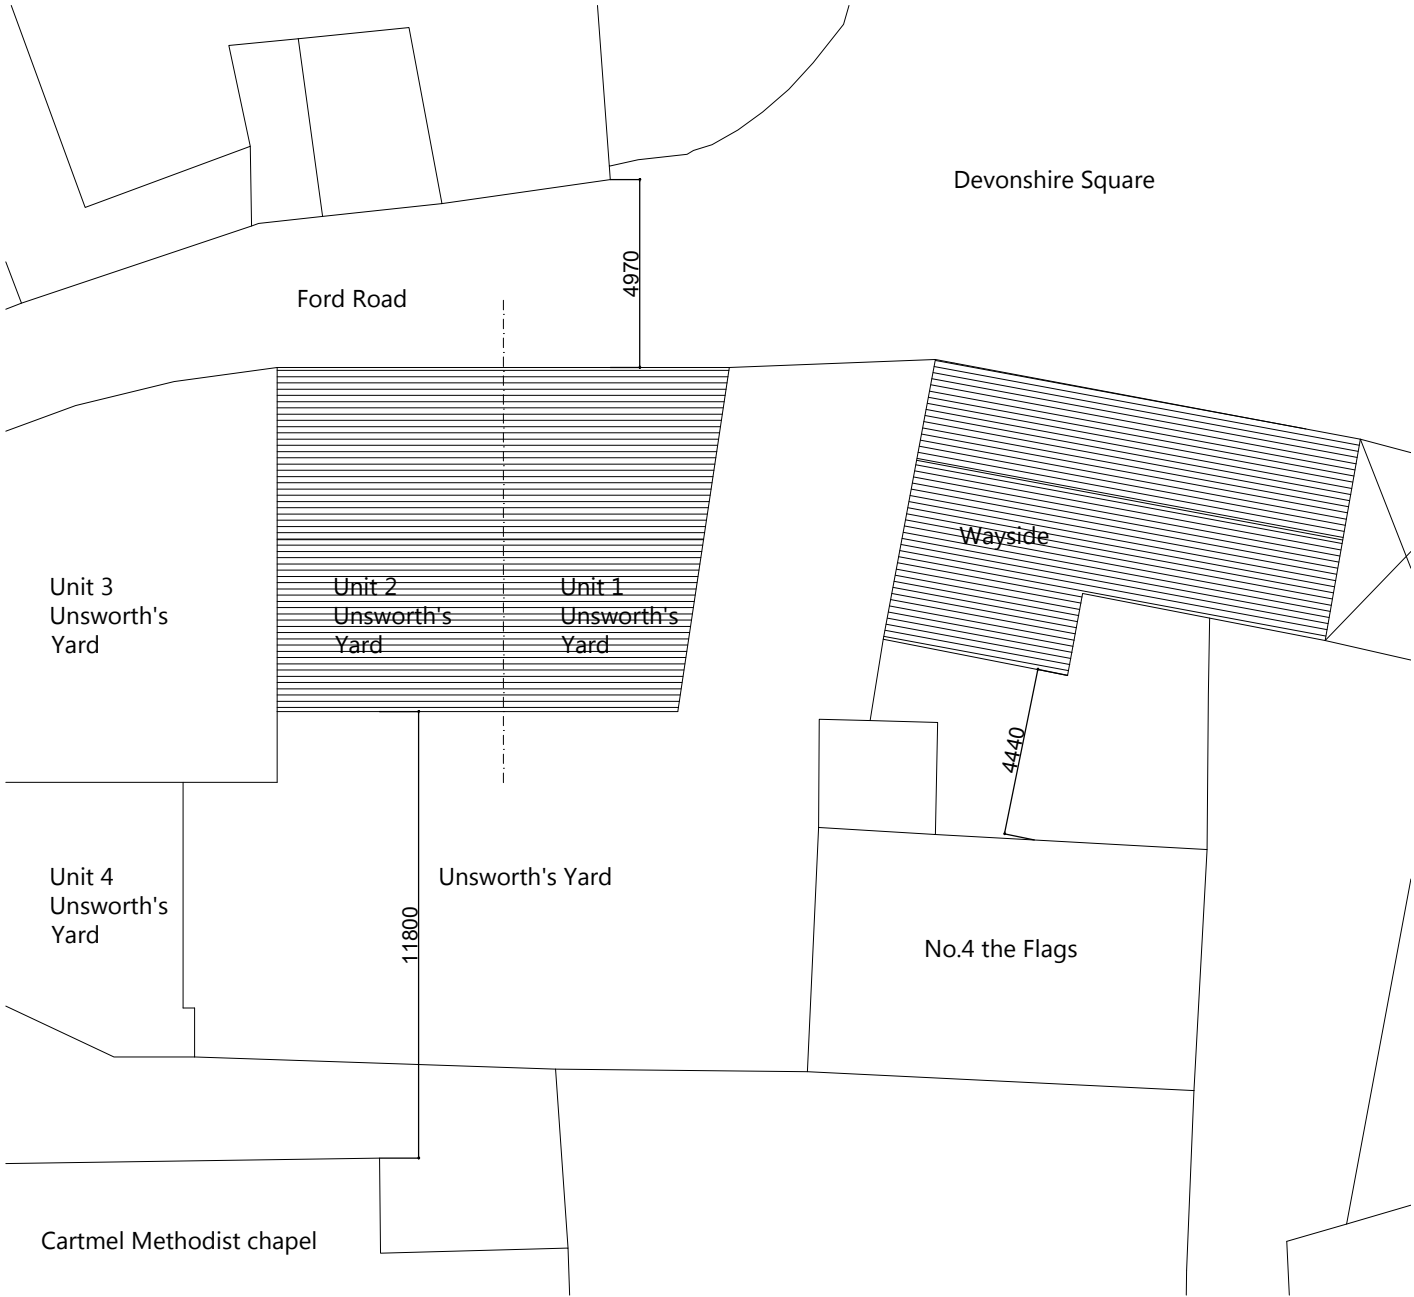 Devonshire Square
4970
Ford Road
Wayside
Unit 3
Unsworth's
Yard
Unit 2
Unsworth's
Yard
Unit 1
Unsworth's
Yard
4440
Unit 4
Unsworth's
Yard
Unsworth's Yard
11800
No.4 the Flags
Cartmel Methodist chapel